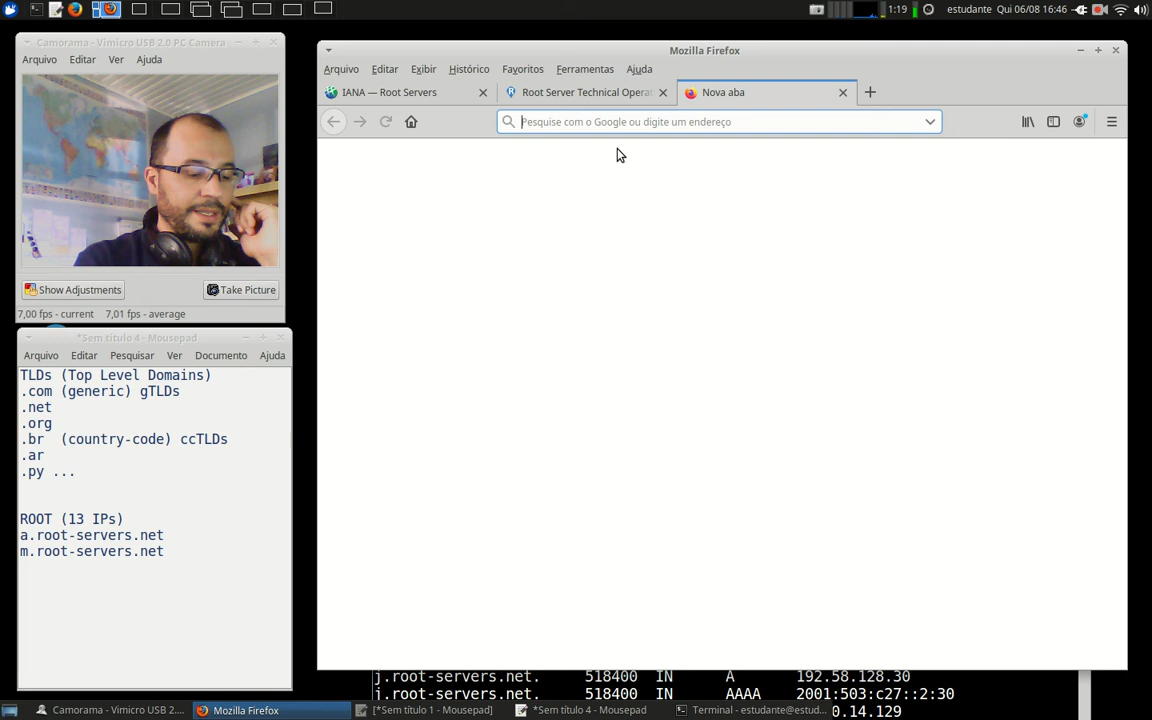 1:19 estudante Qui 06/08 16:46
Camorama - Vimicro USB 2.0 PC Camera
Arquivo Editar Ver Ajuda
Show Adjustments Take Picture
7,00 fps - current 7,01 fps - average
*Sem título 4 - Mousepad
Arquivo Editar Pesquisar Ver Documento Ajuda
TLDs (Top Level Domains)
.com (generic) gTLDs
.net
.org
.br (country-code) ccTLDs
.ar
.py ...
ROOT (13 IPs)
a.root-servers.net
m.root-servers.net
Mozilla Firefox
Arquivo Editar Exibir Histórico Favoritos Ferramentas Ajuda
IANA — Root Servers Root Server Technical Operat Nova aba
Pesquise com o Google ou digite um endereço
j.root-servers.net. 518400 IN A 192.58.128.30
j.root-servers.net. 518400 IN AAAA 2001:503:c27::2:30
0.14.129
Camorama - Vimicro USB 2.... Mozilla Firefox [*Sem título 1 - Mousepad] *Sem título 4 - Mousepad Terminal - estudante@estud...